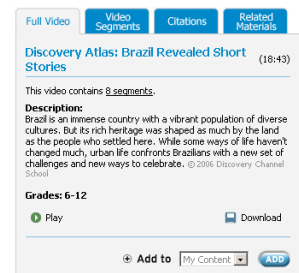 Full Video
Video Segments
Citations
Related Materials
Discovery Atlas: Brazil Revealed Short
Stories
(18:43)
This video contains 8 segments.
Description:
Brazil is an immense country with a vibrant population of diverse
cultures. But its rich heritage was shaped as much by the land
as the people who settled here. While some ways of life haven't
changed much, urban life confronts Brazilians with a new set of
challenges and new ways to celebrate. © 2006 Discovery Channel
School
Grades: 6-12
Play
Download
Add to My Content ADD